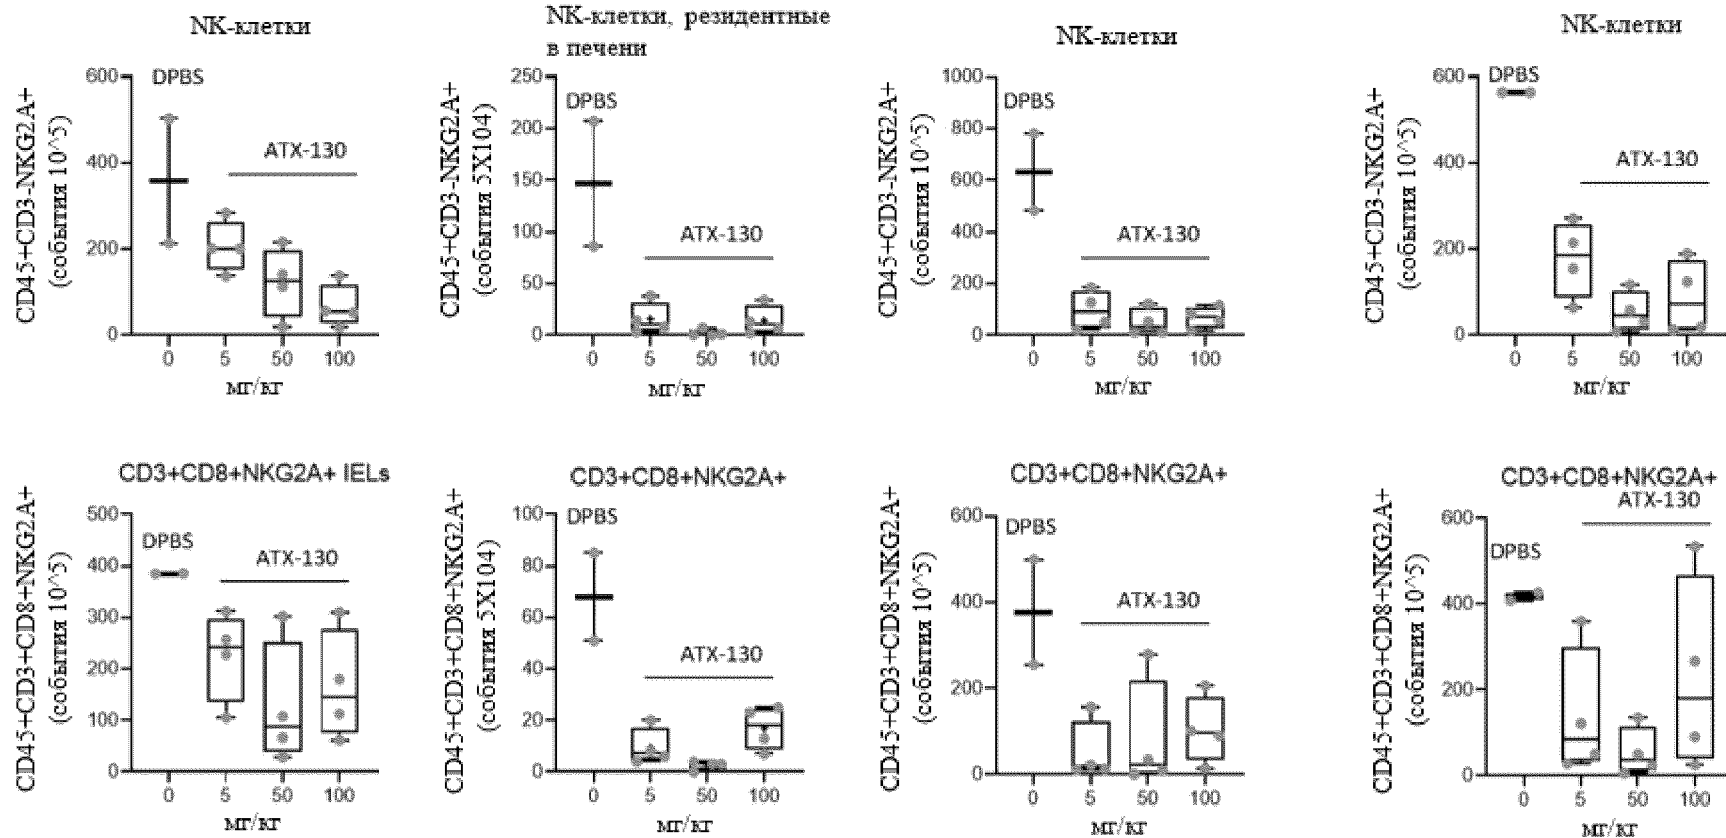 NK-клетки
CD45+CD3-NKG2A+
(события 10^5)
600
400
200
0
DPBS
ATX-130
0 5 50 100
мг/кг
NK-клетки, резидентные
в печени
CD45+CD3-NKG2A+
(события 5X104)
250
200
150
100
50
0
DPBS
ATX-130
0 5 50 100
мг/кг
NK-клетки
CD45+CD3-NKG2A+
(события 10^5)
1000
800
600
400
200
0
DPBS
ATX-130
0 5 50 100
мг/кг
NK-клетки
CD45+CD3-NKG2A+
(события 10^5)
600
400
200
0
DPBS
ATX-130
0 5 50 100
мг/кг
CD3+CD8+NKG2A+ IELs
CD45+CD3+CD8+NKG2A+
(события 10^5)
500
400
300
200
100
0
DPBS
ATX-130
0 5 50 100
мг/кг
CD3+CD8+NKG2A+
CD45+CD3+CD8+NKG2A+
(события 5X104)
100
80
60
40
20
0
DPBS
ATX-130
0 5 50 100
мг/кг
CD3+CD8+NKG2A+
CD45+CD3+CD8+NKG2A+
(события 10^5)
600
400
200
0
DPBS
ATX-130
0 5 50 100
мг/кг
CD3+CD8+NKG2A+
CD45+CD3+CD8+NKG2A+
(события 10^5)
600
400
200
0
DPBS
ATX-130
0 5 50 100
мг/кг